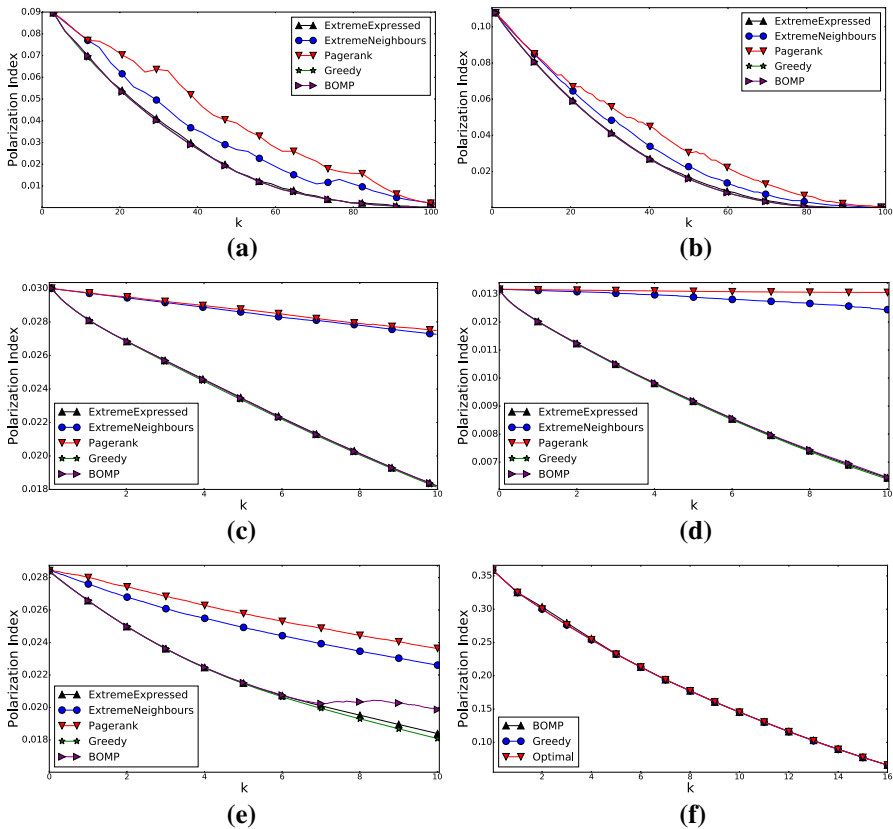 0.09
0.08
0.07
0.06
0.05
0.04
0.03
0.02
0.01
0
20
40
60
80
100
Polarization Index
k
ExtremeExpressed
ExtremeNeighbours
Pagerank
Greedy
BOMP
(a)
0.10
0.08
0.06
0.04
0.02
0
20
40
60
80
100
Polarization Index
k
ExtremeExpressed
ExtremeNeighbours
Pagerank
Greedy
BOMP
(b)
0.030
0.028
0.026
0.024
0.022
0.020
0.018
2
4
6
8
10
Polarization Index
k
ExtremeExpressed
ExtremeNeighbours
Pagerank
Greedy
BOMP
(c)
0.013
0.012
0.011
0.010
0.009
0.008
0.007
0
2
4
6
8
10
Polarization Index
k
ExtremeExpressed
ExtremeNeighbours
Pagerank
Greedy
BOMP
(d)
0.028
0.026
0.024
0.022
0.020
0.018
0
2
4
6
8
10
Polarization Index
k
ExtremeExpressed
ExtremeNeighbours
Pagerank
Greedy
BOMP
(e)
0.35
0.30
0.25
0.20
0.15
0.10
2
4
6
8
10
12
14
16
Polarization Index
k
BOMP
Greedy
Optimal
(f)